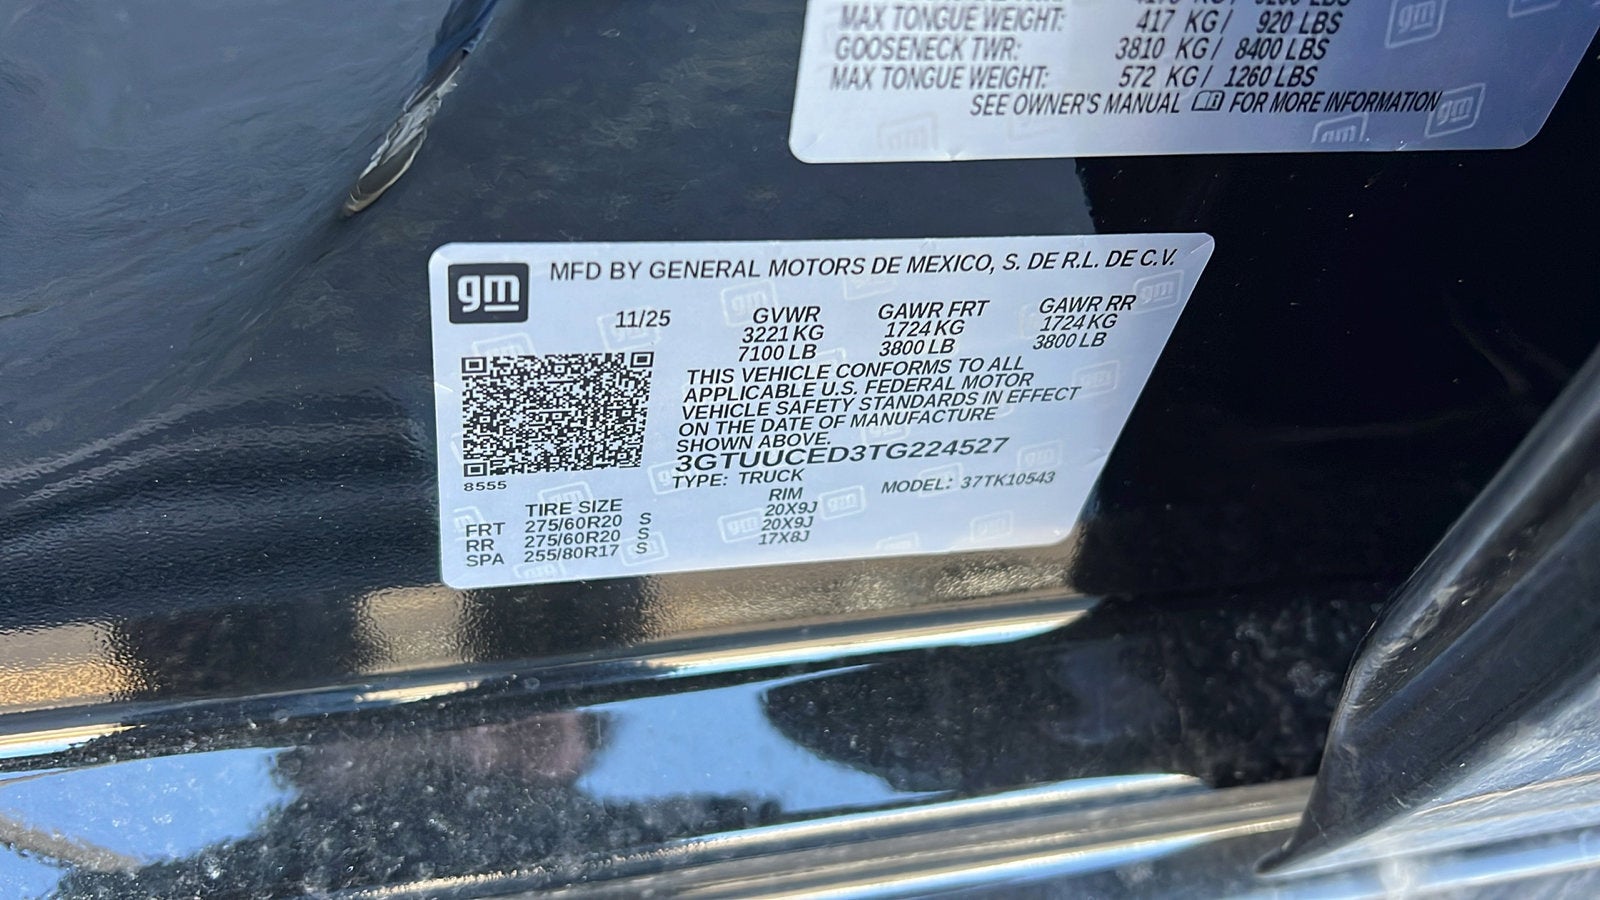 MAX TONGUE WEIGHT: 417 KG / 920 LBS
GOOSENECK TWR: 3810 KG / 8400 LBS
MAX TONGUE WEIGHT: 572 KG / 1260 LBS
SEE OWNER'S MANUAL FOR MORE INFORMATION
gm
MFD BY GENERAL MOTORS DE MEXICO, S. DE R.L. DE C.V.
11/25 GVWR GAWR FRT GAWR RR
3221 KG 1724 KG 1724 KG
7100 LB 3800 LB 3800 LB
THIS VEHICLE CONFORMS TO ALL
APPLICABLE U.S. FEDERAL MOTOR
VEHICLE SAFETY STANDARDS IN EFFECT
ON THE DATE OF MANUFACTURE
SHOWN ABOVE.
3GTUUCED3TG224527
TYPE: TRUCK MODEL: 37TK10543
8555
TIRE SIZE RIM
FRT 275/60R20 S 20X9J
RR 275/60R20 S 20X9J
SPA 255/80R17 S 17X8J